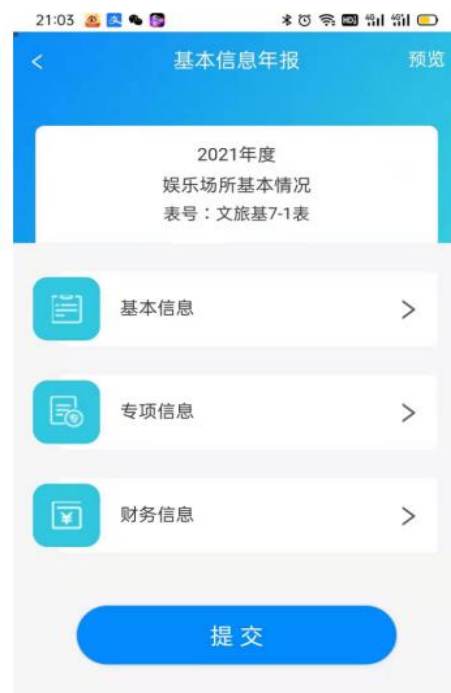 21:03
基本信息年报
预览
2021年度
娱乐场所基本情况
表号：文旅基7-1表
基本信息
专项信息
财务信息
提交